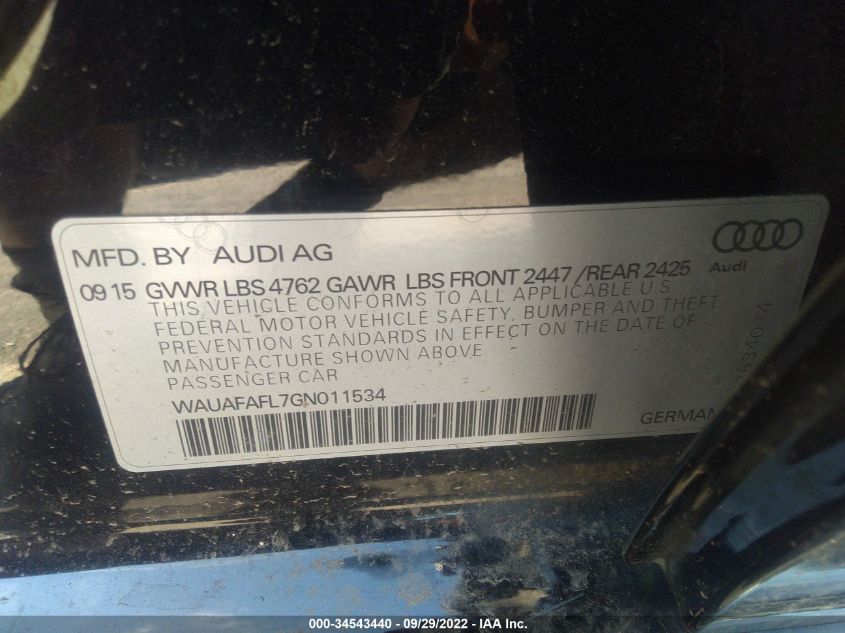 MFD. BY AUDI AG
Audi
09 15 GVWR LBS 4762 GAWR LBS FRONT 2447 /REAR 2425
THIS VEHICLE CONFORMS TO ALL APPLICABLE U.S.
FEDERAL MOTOR VEHICLE SAFETY, BUMPER AND THEFT
PREVENTION STANDARDS IN EFFECT ON THE DATE OF
MANUFACTURE SHOWN ABOVE
PASSENGER CAR
WAUAFAFL7GN011534
GERMAN
7834074
000-34543440 - 09/29/2022 - IAA Inc.